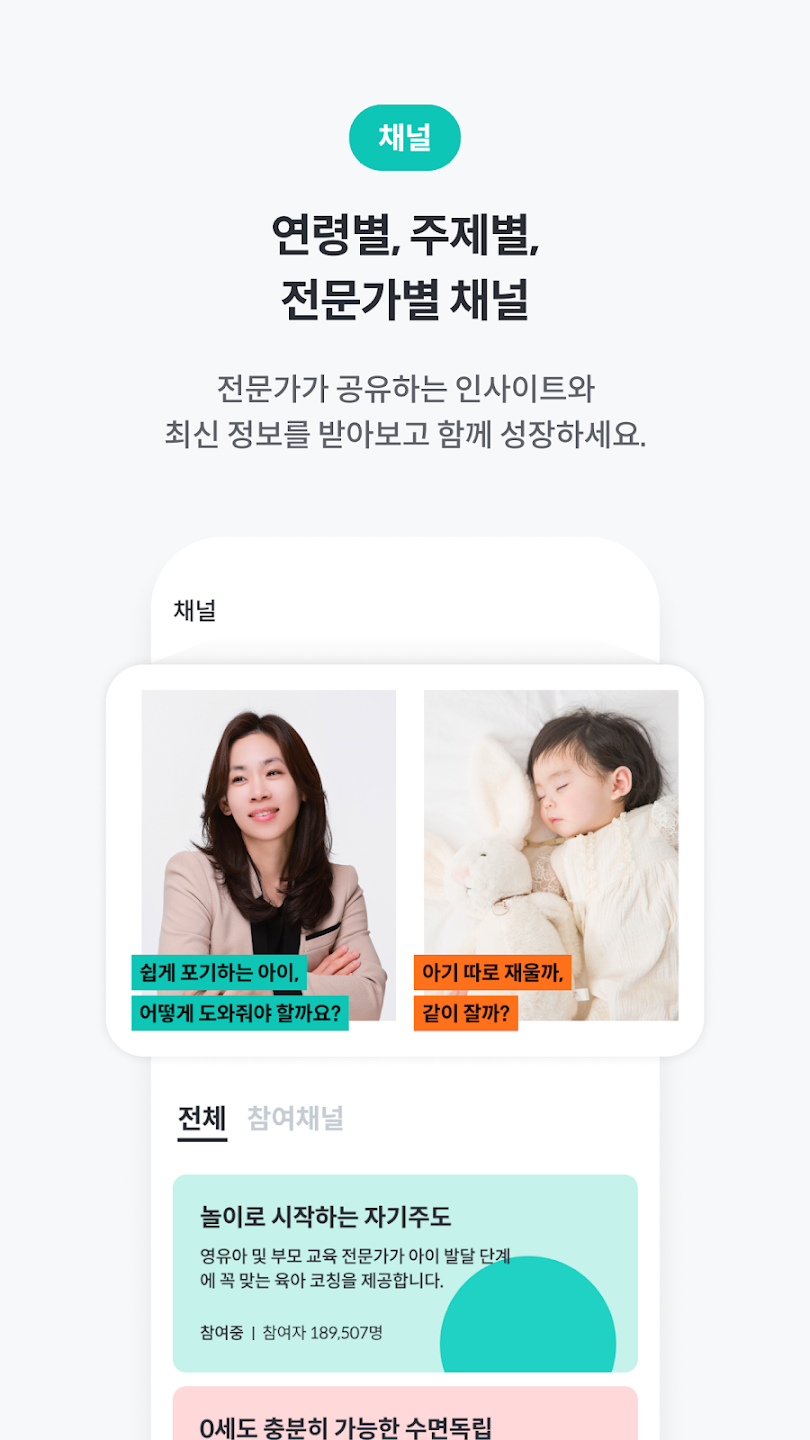 채널
연령별, 주제별,
전문가별 채널
전문가가 공유하는 인사이트와
최신 정보를 받아보고 함께 성장하세요.
채널
쉽게 포기하는 아이,
어떻게 도와줘야 할까요?
아기 따로 재울까,
같이 잘까?
전체 참여채널
놀이로 시작하는 자기주도
영유아 및 부모 교육 전문가가 아이 발달 단계
에 꼭 맞는 육아 코칭을 제공합니다.
참여중 | 참여자 189,507명
0세도 충분히 가능한 수면독립